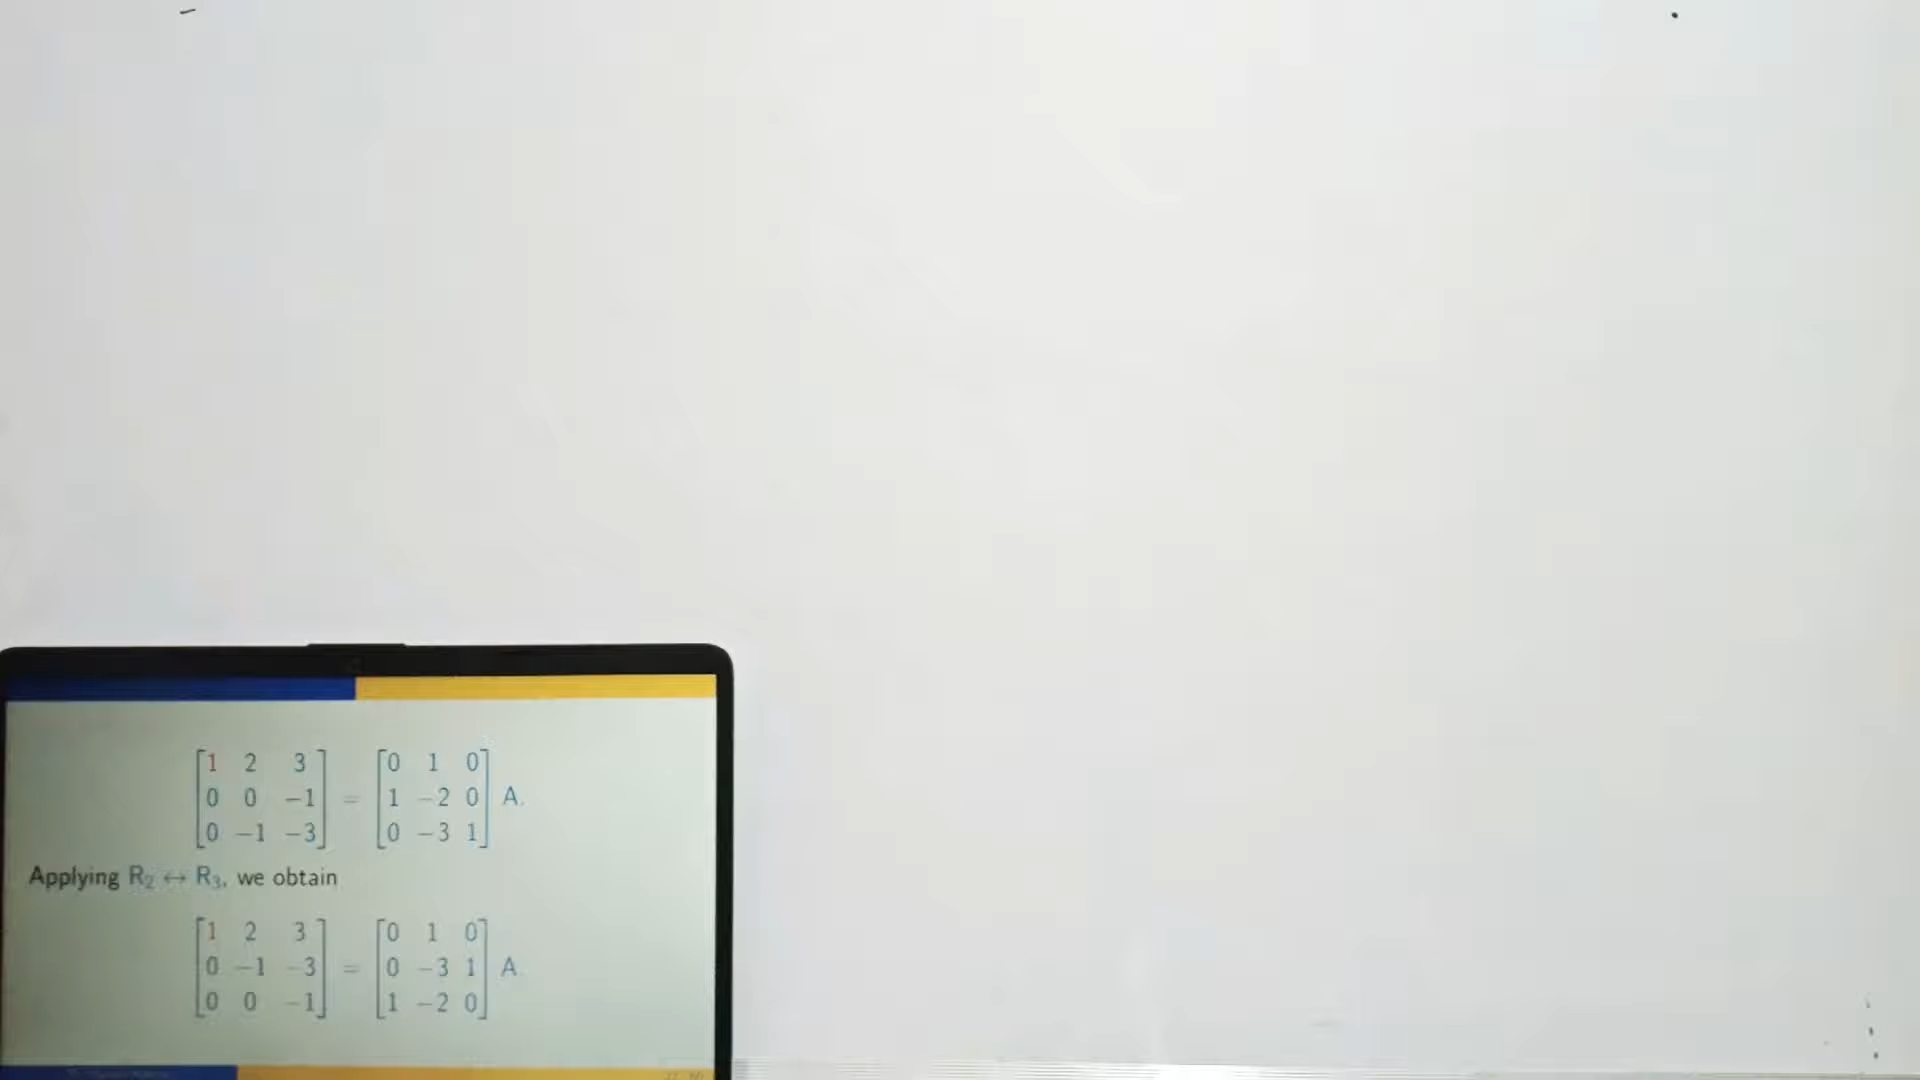 [1 2 3] [0 1 0]
[0 0 −1] = [1 −2 0] A.
[0 −1 −3] [0 −3 1]
Applying R₂ ↔ R₃, we obtain
[1 2 3] [0 1 0]
[0 −1 −3] = [0 −3 1] A
[0 0 −1] [1 −2 0]